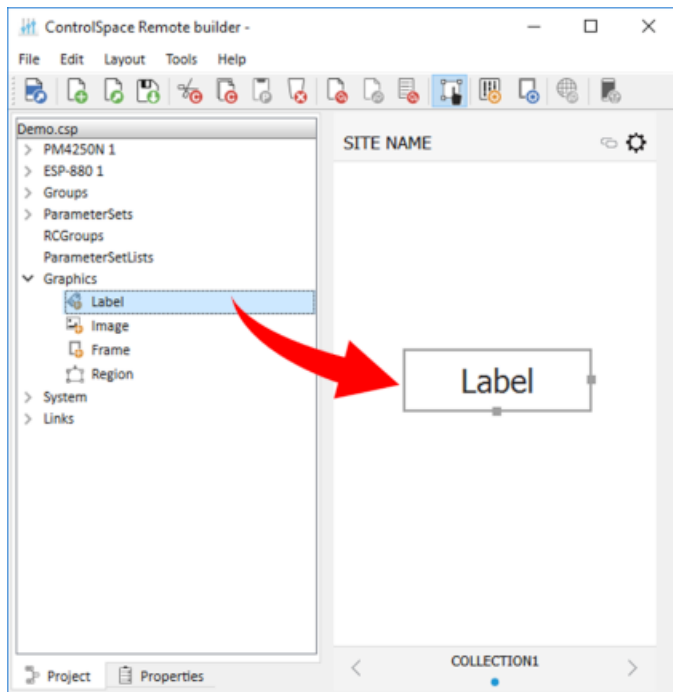 ControlSpace Remote builder -
File Edit Layout Tools Help
Demo.csp
PM4250N 1
ESP-880 1
Groups
ParameterSets
RCGroups
ParameterSetLists
Graphics
Label
Image
Frame
Region
System
Links
Project Properties
SITE NAME
Label
COLLECTION1